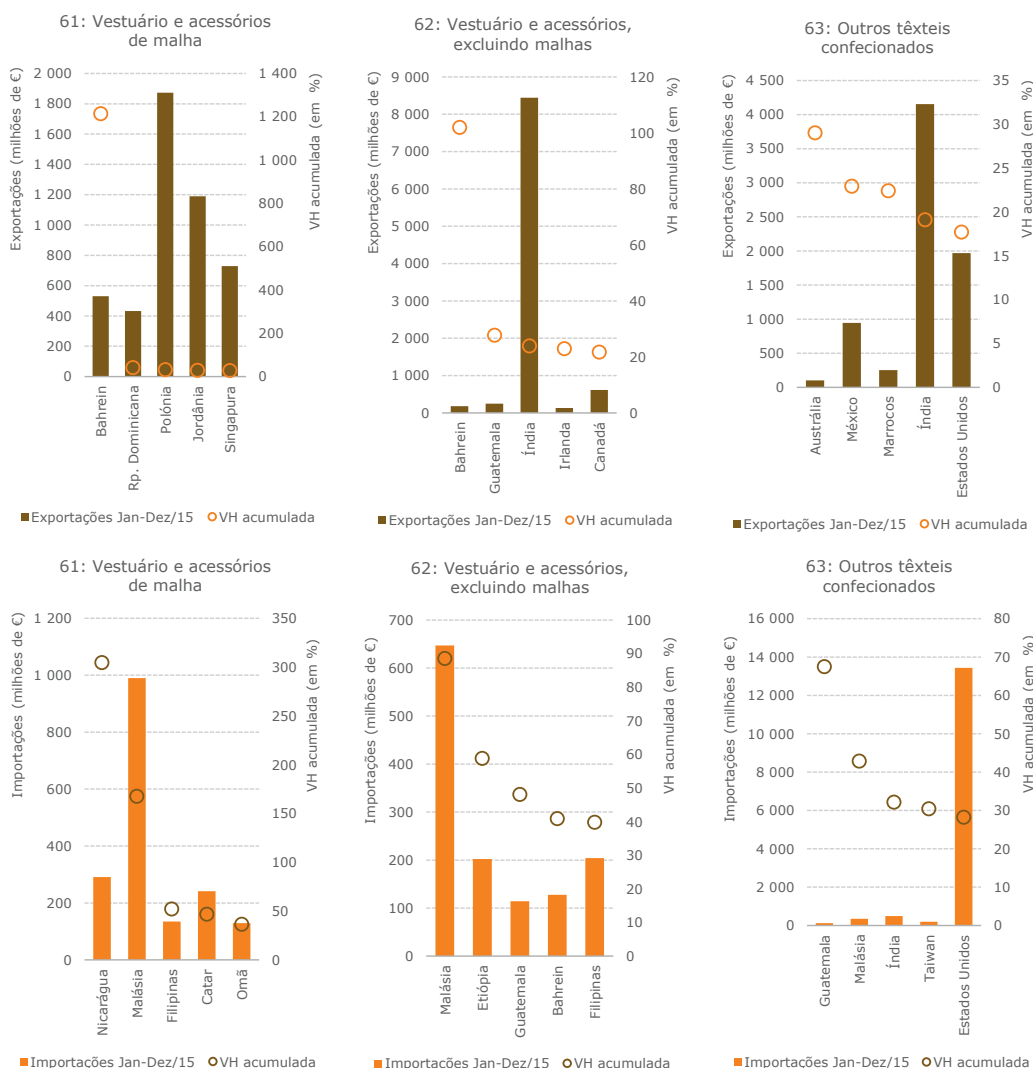 61: Vestuário e acessórios
de malha
Exportações (milhões de €)
2 000
1 800
1 600
1 400
1 200
1 000
800
600
400
200
0
1 400
1 200
1 000
800
600
400
200
0
VH acumulada (em %)
Bahrein
Rp. Dominicana
Polónia
Jordânia
Singapura
Exportações Jan-Dez/15 VH acumulada
62: Vestuário e acessórios,
excluindo malhas
Exportações (milhões de €)
9 000
8 000
7 000
6 000
5 000
4 000
3 000
2 000
1 000
0
120
100
80
60
40
20
0
VH acumulada (em %)
Bahrein
Guatemala
Índia
Irlanda
Canadá
Exportações Jan-Dez/15 VH acumulada
63: Outros têxteis
confecionados
Exportações (milhões de €)
4 500
4 000
3 500
3 000
2 500
2 000
1 500
1 000
500
0
35
30
25
20
15
10
5
0
VH acumulada (em %)
Austrália
México
Marrocos
Índia
Estados Unidos
Exportações Jan-Dez/15 VH acumulada
61: Vestuário e acessórios
de malha
Importações (milhões de €)
1 200
1 000
800
600
400
200
0
350
300
250
200
150
100
50
0
VH acumulada (em %)
Nicarágua
Malásia
Filipinas
Catar
Omã
Importações Jan-Dez/15 VH acumulada
62: Vestuário e acessórios,
excluindo malhas
Importações (milhões de €)
700
600
500
400
300
200
100
0
100
90
80
70
60
50
40
30
20
10
0
VH acumulada (em %)
Malásia
Etiópia
Guatemala
Bahrein
Filipinas
Importações Jan-Dez/15 VH acumulada
63: Outros têxteis
confecionados
Importações (milhões de €)
16 000
14 000
12 000
10 000
8 000
6 000
4 000
2 000
0
80
70
60
50
40
30
20
10
0
VH acumulada (em %)
Guatemala
Malásia
Índia
Taiwan
Estados Unidos
Importações Jan-Dez/15 VH acumulada